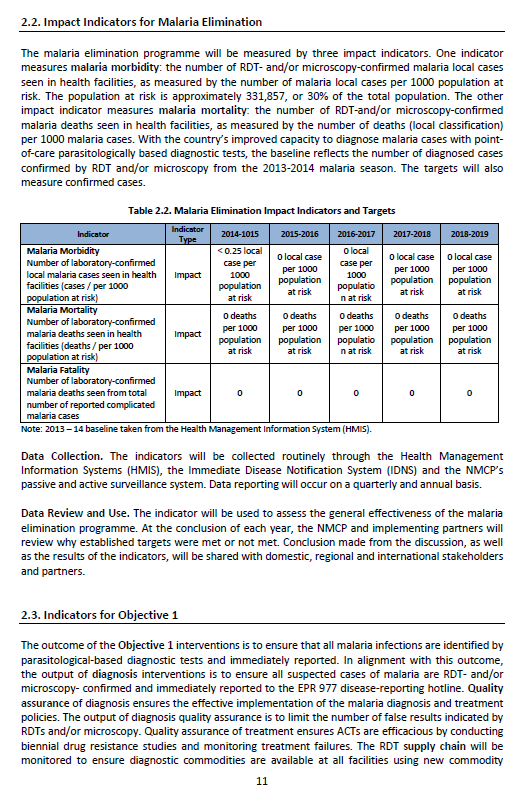 2.2. Impact Indicators for Malaria Elimination
The malaria elimination programme will be measured by three impact indicators. One indicator
measures malaria morbidity: the number of RDT- and/or microscopy-confirmed malaria local cases
seen in health facilities, as measured by the number of malaria local cases per 1000 population at
risk. The population at risk is approximately 331,857, or 30% of the total population. The other
impact indicator measures malaria mortality: the number of RDT-and/or microscopy-confirmed
malaria deaths seen in health facilities, as measured by the number of deaths (local classification)
per 1000 malaria cases. With the country's improved capacity to diagnose malaria cases with point-
of-care parasitologically based diagnostic tests, the baseline reflects the number of diagnosed cases
confirmed by RDT and/or microscopy from the 2013-2014 malaria season. The targets will also
measure confirmed cases.
Table 2.2. Malaria Elimination Impact Indicators and Targets
Indicator
Indicator
Type
2014-1015
2015-2016
2016-2017
2017-2018
2018-2019
Malaria Morbidity
Number of laboratory-confirmed
local malaria cases seen in health
facilities (cases / per 1000
population at risk)
Impact
< 0.25 local
case per
1000
population
at risk
0 local case
per 1000
population
at risk
0 local
case per
1000
populatio
n at risk
0 local case
per 1000
population
at risk
0 local case
per 1000
population
at risk
Malaria Mortality
Number of laboratory-confirmed
malaria deaths seen in health
facilities (deaths / per 1000
population at risk)
Impact
0 deaths
per 1000
population
at risk
0 deaths
per 1000
population
at risk
0 deaths
per 1000
populatio
n at risk
0 deaths
per 1000
population
at risk
0 deaths
per 1000
population
at risk
Malaria Fatality
Number of laboratory-confirmed
malaria deaths seen from total
number of reported complicated
malaria cases
Impact
0
0
0
0
0
Note: 2013 – 14 baseline taken from the Health Management Information System (HMIS).
Data Collection. The indicators will be collected routinely through the Health Management
Information Systems (HMIS), the Immediate Disease Notification System (IDNS) and the NMCP's
passive and active surveillance system. Data reporting will occur on a quarterly and annual basis.
Data Review and Use. The indicator will be used to assess the general effectiveness of the malaria
elimination programme. At the conclusion of each year, the NMCP and implementing partners will
review why established targets were met or not met. Conclusion made from the discussion, as well
as the results of the indicators, will be shared with domestic, regional and international stakeholders
and partners.
2.3. Indicators for Objective 1
The outcome of the Objective 1 interventions is to ensure that all malaria infections are identified by
parasitological-based diagnostic tests and immediately reported. In alignment with this outcome,
the output of diagnosis interventions is to ensure all suspected cases of malaria are RDT- and/or
microscopy- confirmed and immediately reported to the EPR 977 disease-reporting hotline. Quality
assurance of diagnosis ensures the effective implementation of the malaria diagnosis and treatment
policies. The output of diagnosis quality assurance is to limit the number of false results indicated by
RDTs and/or microscopy. Quality assurance of treatment ensures ACTs are efficacious by conducting
biennial drug resistance studies and monitoring treatment failures. The RDT supply chain will be
monitored to ensure diagnostic commodities are available at all facilities using new commodity
11